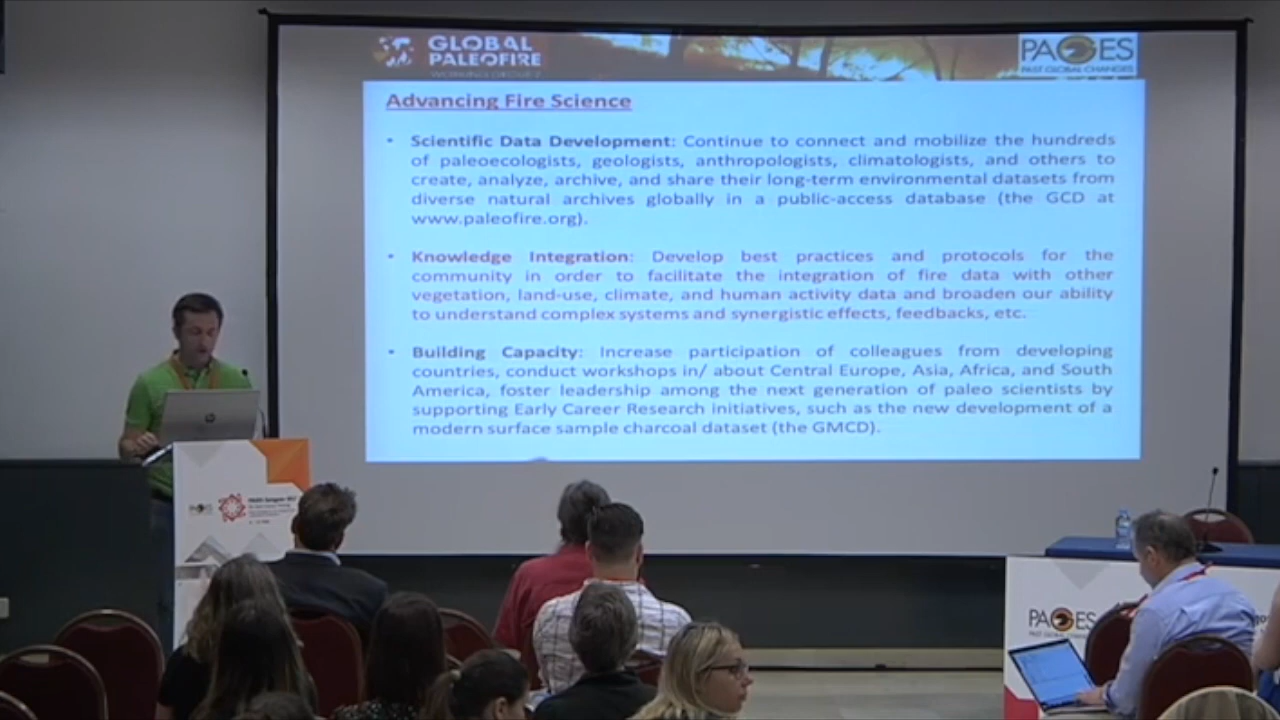 GLOBAL
PALEOFIRE
WORKING GROUP
PAGES
PAST GLOBAL CHANGES
Advancing Fire Science
• Scientific Data Development: Continue to connect and mobilize the hundreds
of paleoecologists, geologists, anthropologists, climatologists, and others to
create, analyze, archive, and share their long-term environmental datasets from
diverse natural archives globally in a public-access database (the GCD at
www.paleofire.org).
• Knowledge Integration: Develop best practices and protocols for the
community in order to facilitate the integration of fire data with other
vegetation, land-use, climate, and human activity data and broaden our ability
to understand complex systems and synergistic effects, feedbacks, etc.
• Building Capacity: Increase participation of colleagues from developing
countries, conduct workshops in/ about Central Europe, Asia, Africa, and South
America, foster leadership among the next generation of paleo scientists by
supporting Early Career Research initiatives, such as the new development of a
modern surface sample charcoal dataset (the GMCD).
hp
PAGES
PAGES
PAST GLOBAL CHANGES